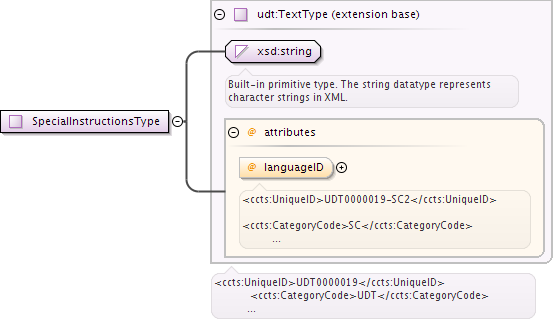 udt:TextType (extension base)
xsd:string
Built-in primitive type. The string datatype represents
character strings in XML.
SpecialInstructionsType
@ attributes
@ languageID
<ccts:UniqueID>UDT0000019-SC2</ccts:UniqueID>
<ccts:CategoryCode>SC</ccts:CategoryCode>
...
<ccts:UniqueID>UDT0000019</ccts:UniqueID>
<ccts:CategoryCode>UDT</ccts:CategoryCode>
...